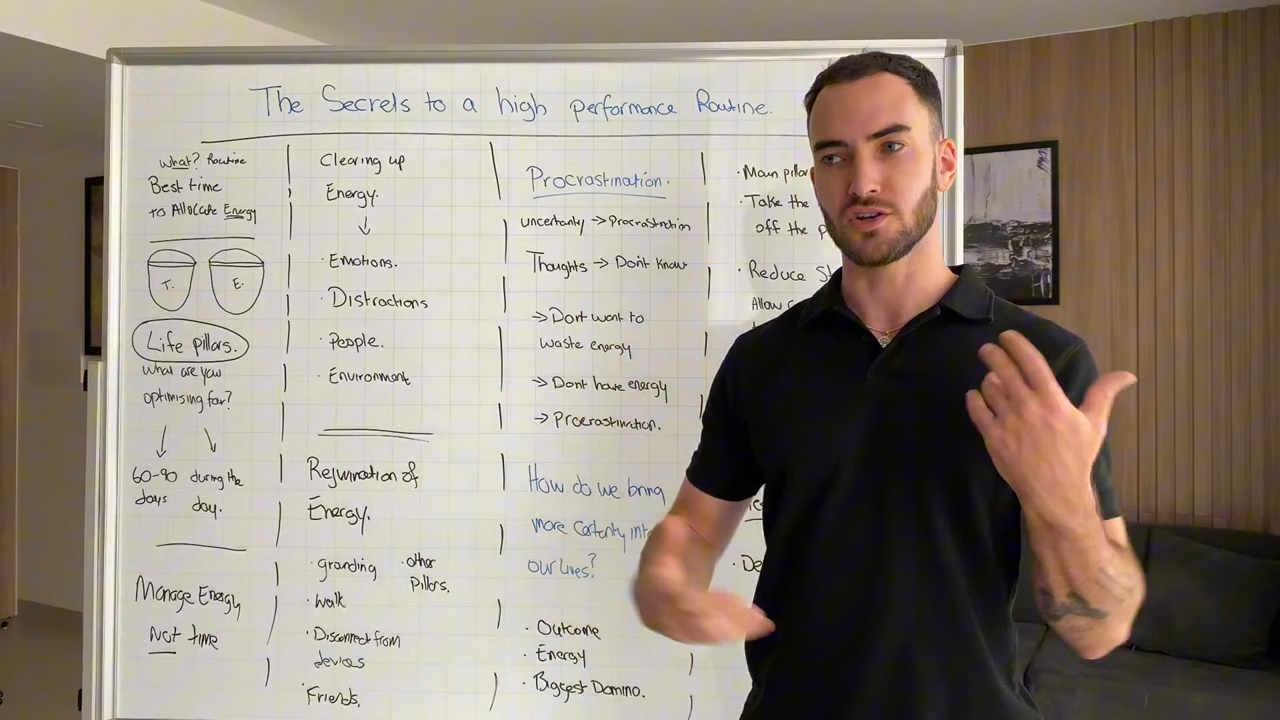 The Secrets to a high performance Routine.
what? Routine
Best time
to Allocate Energy
T.
E.
Life pillars.
what are you
optimising for?
60-90 during the
days day.
Manage Energy
Not time
Clearing up
Energy.
· Emotions.
· Distractions
· People.
· Environment
Rejuvination of
Energy.
· grounding · other
Pillars.
· walk
· Disconnect from
devices
· Friends.
Procrastination.
uncertainty → Procrastination
Thoughts → Don't know
→ Don't want to
waste energy
→ Dont have energy
→ Procrastination.
How do we bring
more certainty into
our lives?
· Outcome
· Energy
· Biggest Domino.
· Main pillar
· Take the
off the
· Reduce
Allow